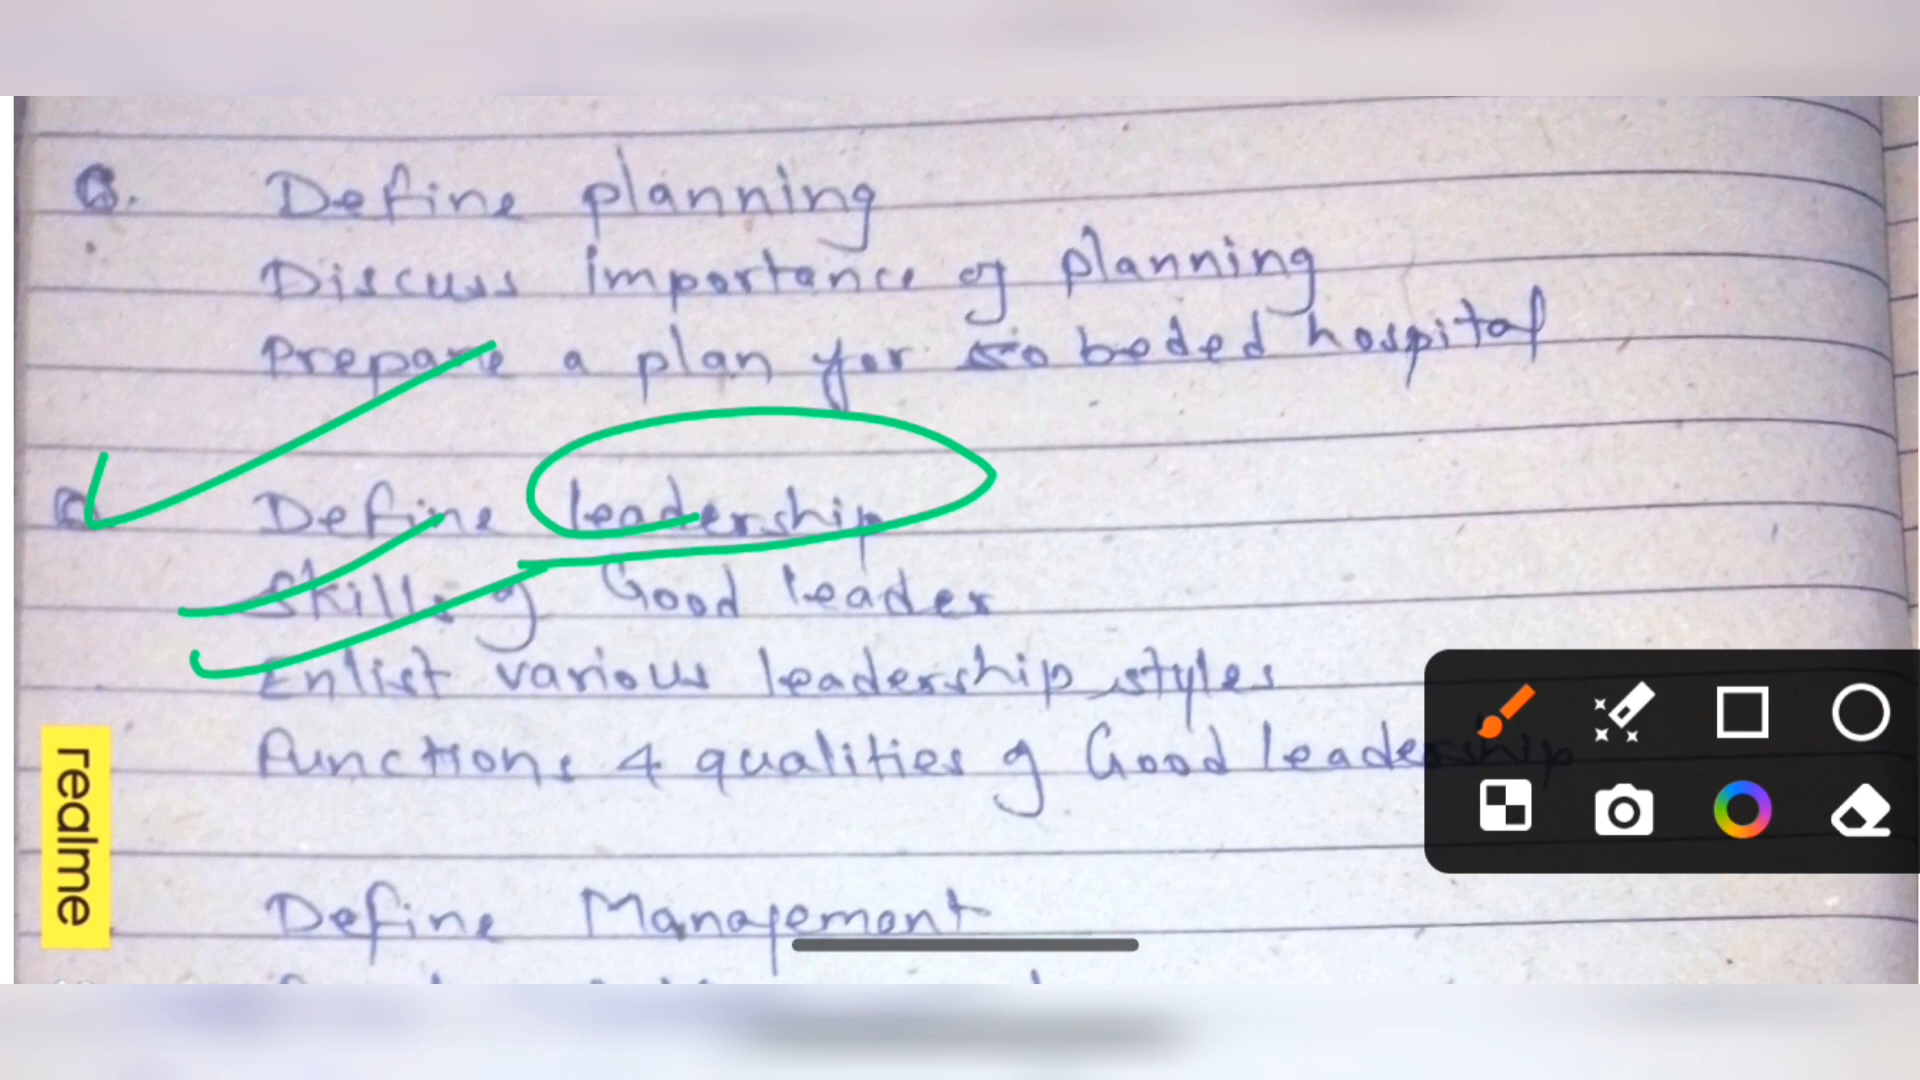 Q. Define planning
Discuss importance of planning
Prepare a plan for 50 beded hospital
Q Define leadership
Skills of Good leader
Enlist various leadership styles
functions & qualities of Good leadership
Define Management
realme